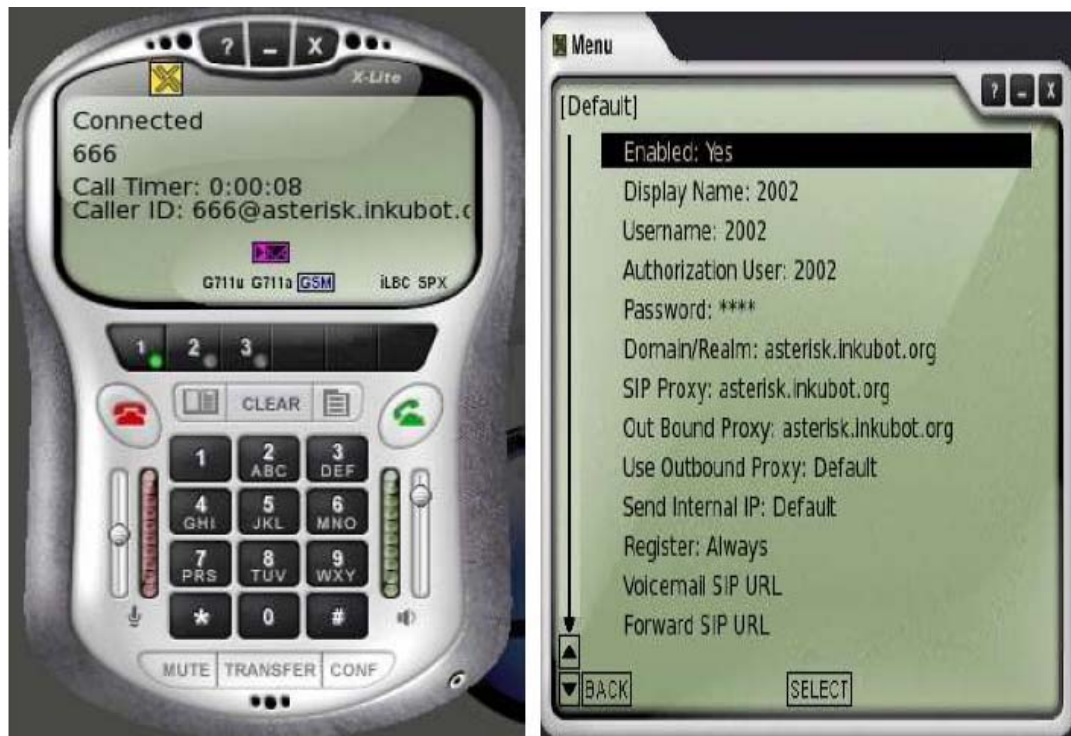 ? – X
X-Lite
Connected
666
Call Timer: 0:00:08
Caller ID: 666@asterisk.inkubot.c
G711u G711a GSM iLBC SPX
1 2 3
CLEAR
1 2 3
ABC DEF
4 5 6
GHI JKL MNO
7 8 9
PRS TUV WXY
* 0 #
MUTE TRANSFER CONF
Menu
? – X
[Default]
Enabled: Yes
Display Name: 2002
Username: 2002
Authorization User: 2002
Password: ****
Domain/Realm: asterisk.inkubot.org
SIP Proxy: asterisk.inkubot.org
Out Bound Proxy: asterisk.inkubot.org
Use Outbound Proxy: Default
Send Internal IP: Default
Register: Always
Voicemail SIP URL
Forward SIP URL
BACK SELECT